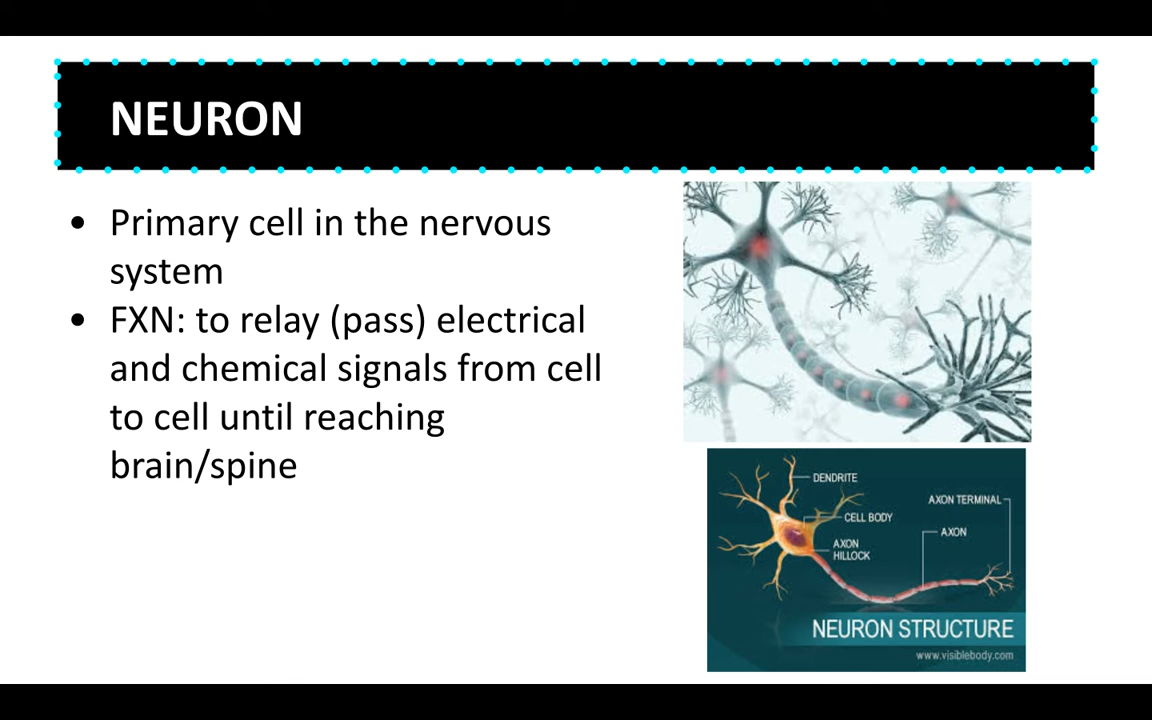 NEURON
• Primary cell in the nervous
system
• FXN: to relay (pass) electrical
and chemical signals from cell
to cell until reaching
brain/spine
DENDRITE
AXON TERMINAL
CELL BODY
AXON
AXON
HILLOCK
NEURON STRUCTURE
www.visiblebody.com